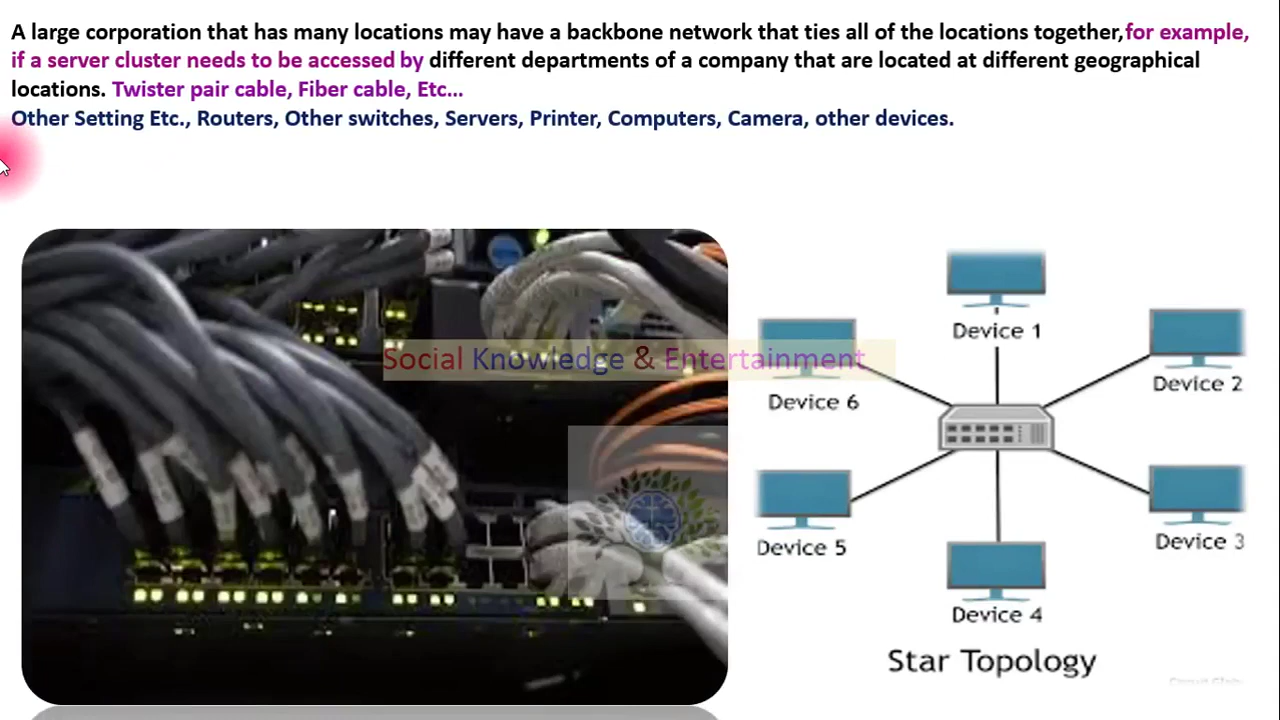 A large corporation that has many locations may have a backbone network that ties all of the locations together,for example,
if a server cluster needs to be accessed by different departments of a company that are located at different geographical
locations. Twister pair cable, Fiber cable, Etc...
Other Setting Etc., Routers, Other switches, Servers, Printer, Computers, Camera, other devices.
Social Knowledge & Entertainment
Device 1
Device 2
Device 6
Device 5
Device 3
Device 4
Star Topology